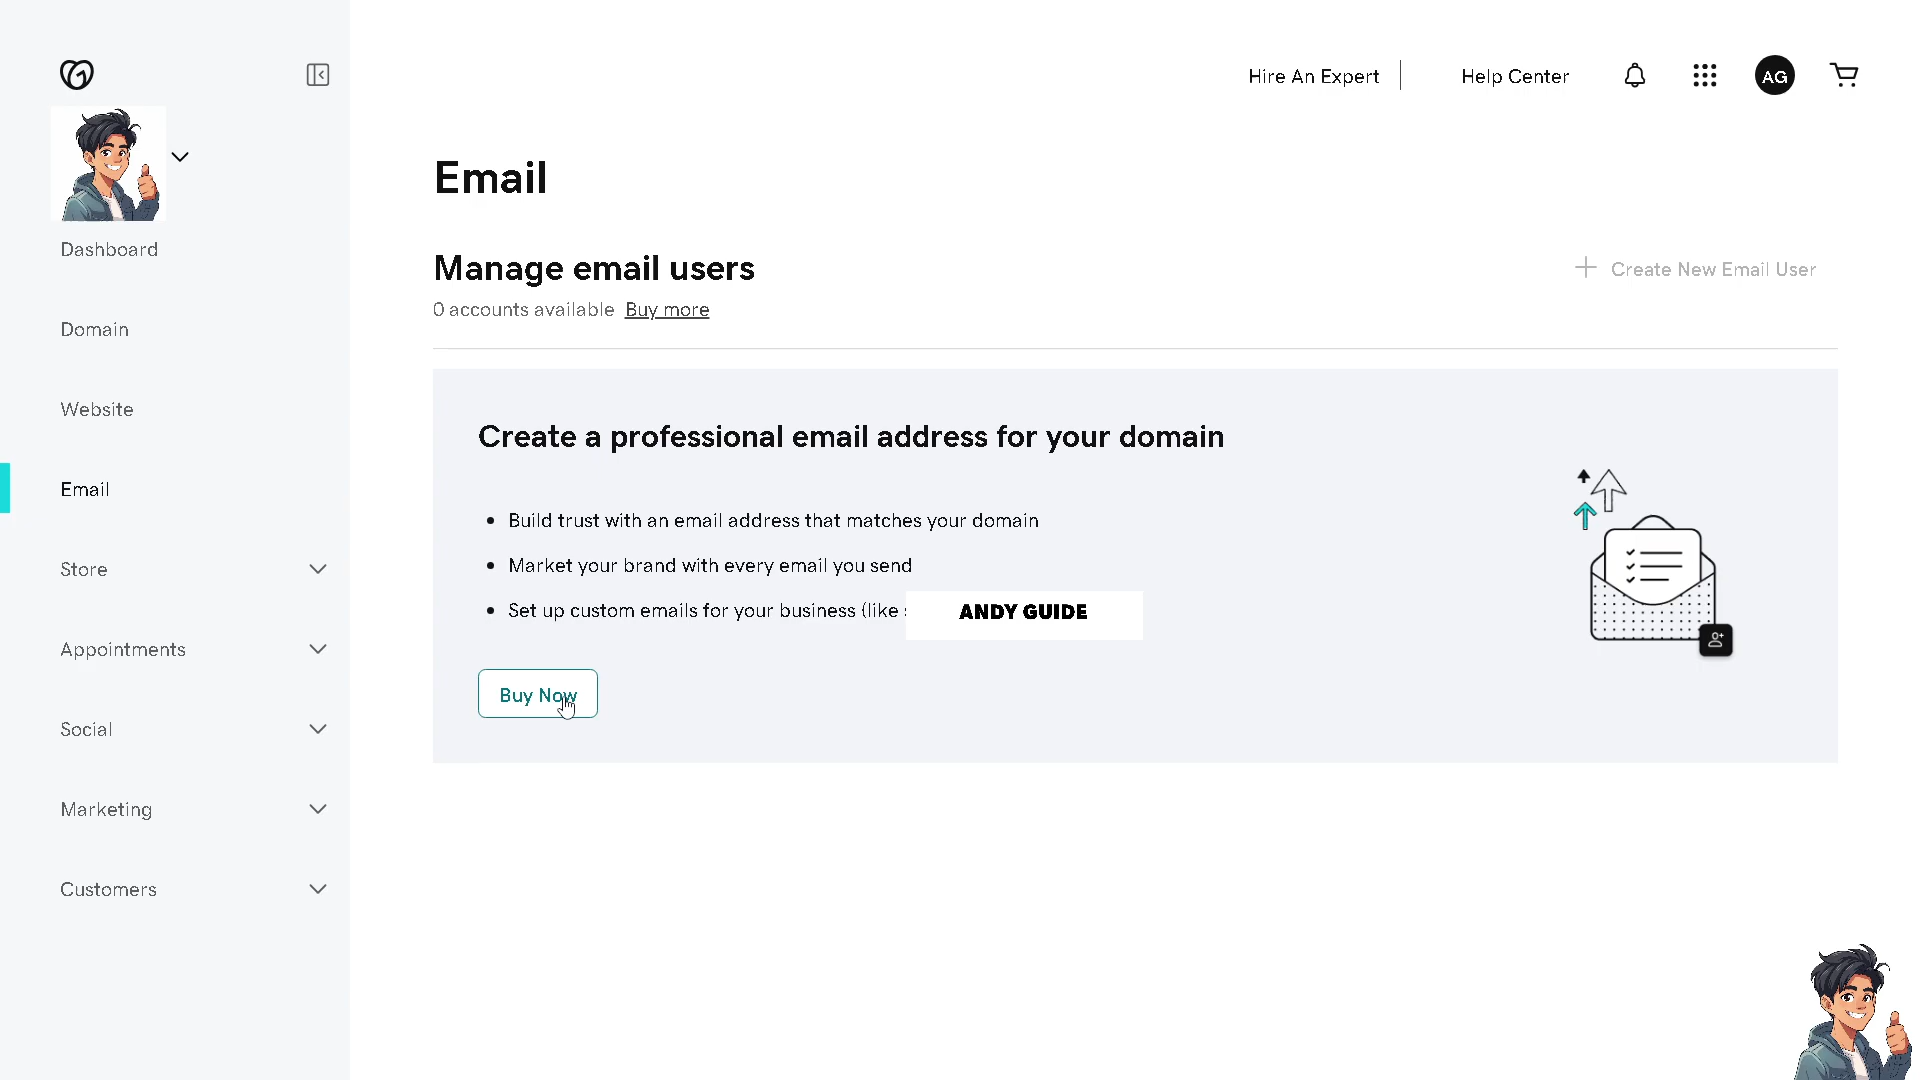 Hire An Expert
Help Center
AG
Email
Manage email users
Create New Email User
0 accounts available Buy more
Dashboard
Domain
Website
Email
Store
Appointments
Social
Marketing
Customers
Create a professional email address for your domain
Build trust with an email address that matches your domain
Market your brand with every email you send
Set up custom emails for your business (like
ANDY GUIDE
Buy Now